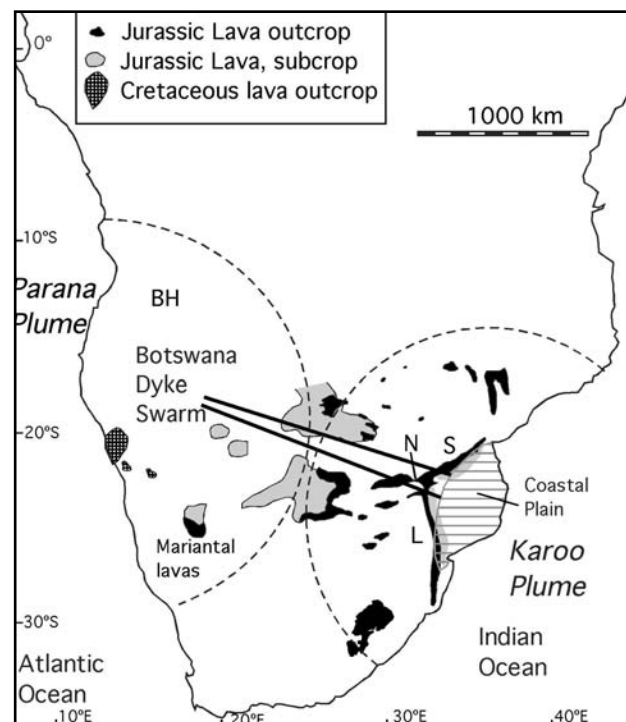 Jurassic Lava outcrop
Jurassic Lava, subcrop
Cretaceous lava outcrop
0°
1000 km
10°S
Parana
Plume
BH
Botswana
Dyke
Swarm
20°S
N
S
Coastal
Plain
L
Karoo
Plume
Mariantal
lavas
30°S
Indian
Ocean
Atlantic
Ocean
10°E
20°E
30°E
40°E